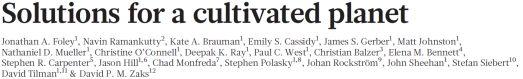 Solutions for a cultivated planet
Jonathan A. Foley¹, Navin Ramankutty², Kate A. Brauman¹, Emily S. Cassidy¹, James S. Gerber¹, Matt Johnston¹,
Nathaniel D. Mueller¹, Christine O’Connell¹, Deepak K. Ray¹, Paul C. West¹, Christian Balzer³, Elena M. Bennett⁴,
Stephen R. Carpenter⁵, Jason Hill¹,⁶, Chad Monfreda⁷, Stephen Polasky¹,⁸, Johan Rockström⁹, John Sheehan¹, Stefan Siebert¹⁰,
David Tilman¹,¹¹ & David P. M. Zaks¹²